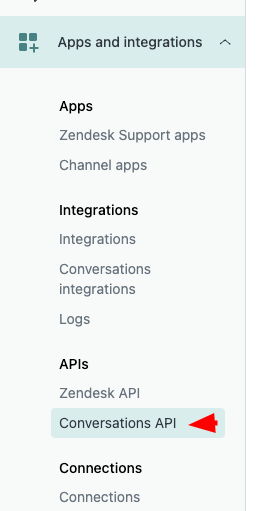 Apps and integrations
Apps
Zendesk Support apps
Channel apps
Integrations
Integrations
Conversations
integrations
Logs
APIs
Zendesk API
Conversations API
Connections
Connections